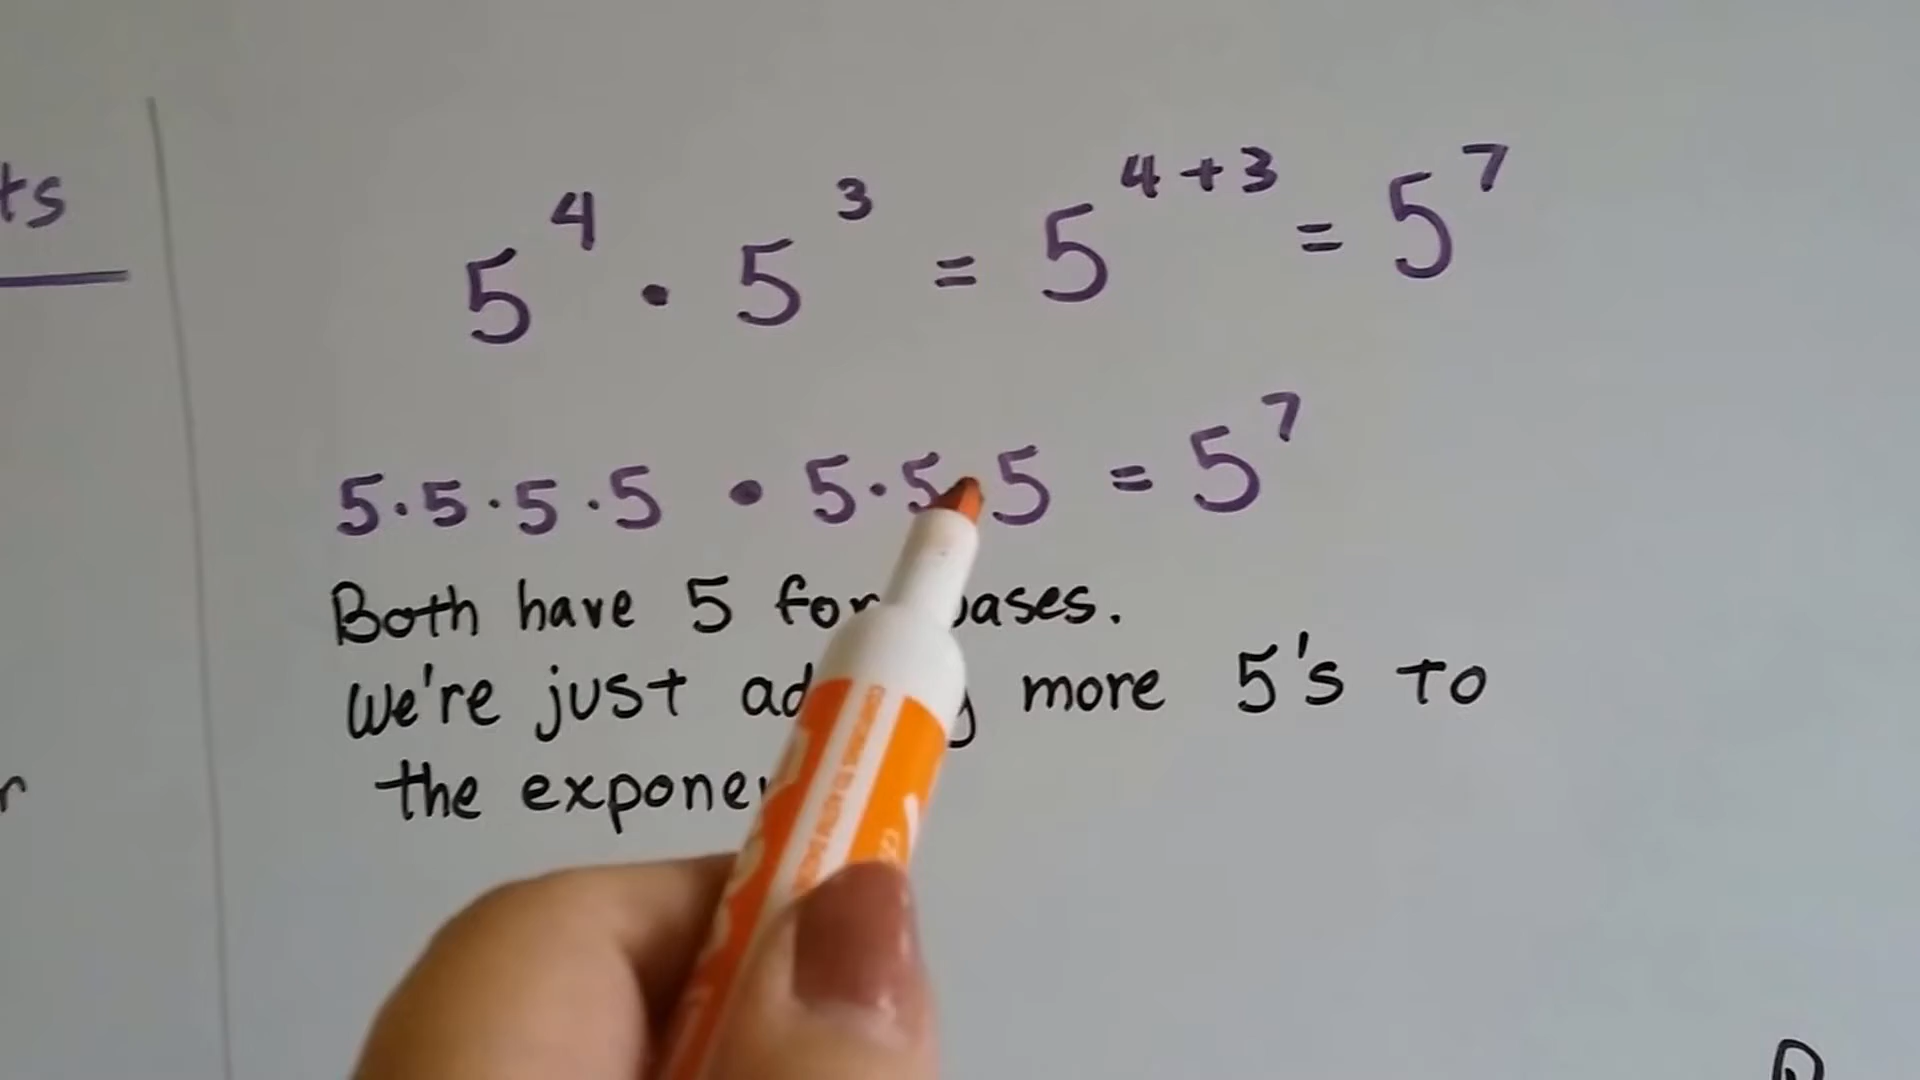 ts
5⁴ · 5³ = 5⁴⁺³ = 5⁷
5·5·5·5 · 5·5·5 = 5⁷
Both have 5 for bases.
We're just more 5's to
the
r